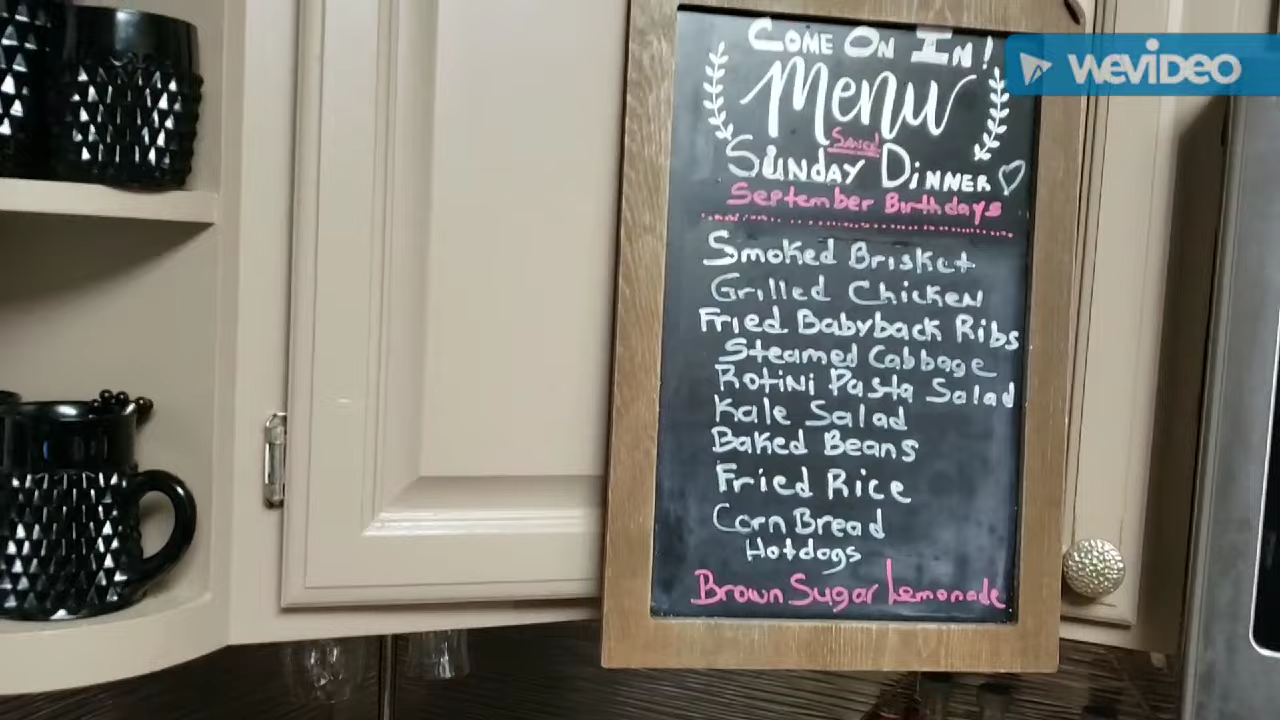 COME ON IN!
WEVIDEO
Menu
SUNDAY DINNER
September Birthdays
Smoked Brisket
Grilled Chicken
Fried Babyback Ribs
Steamed Cabbage
Rotini Pasta Salad
Kale Salad
Baked Beans
Fried Rice
Corn Bread
Hotdogs
Brown Sugar Lemonade